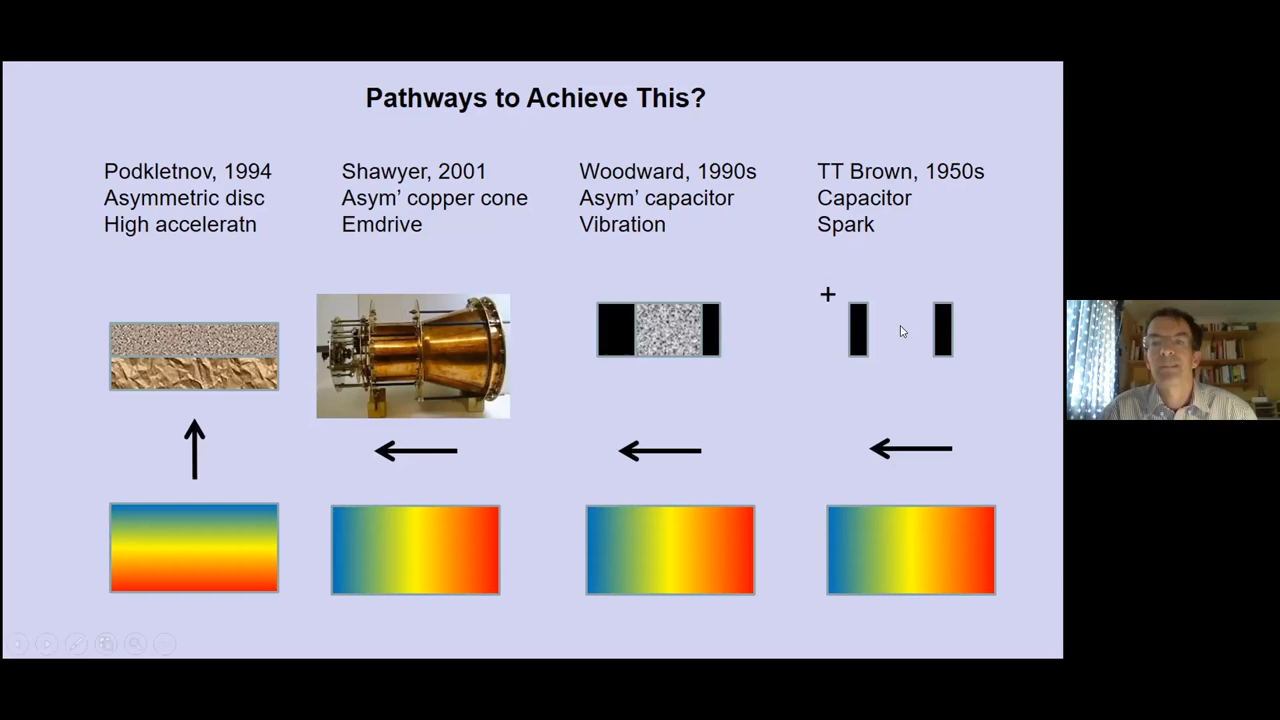 Pathways to Achieve This?
Podkletnov, 1994
Asymmetric disc
High acceleratn
Shawyer, 2001
Asym’ copper cone
Emdrive
Woodward, 1990s
Asym’ capacitor
Vibration
TT Brown, 1950s
Capacitor
Spark
+